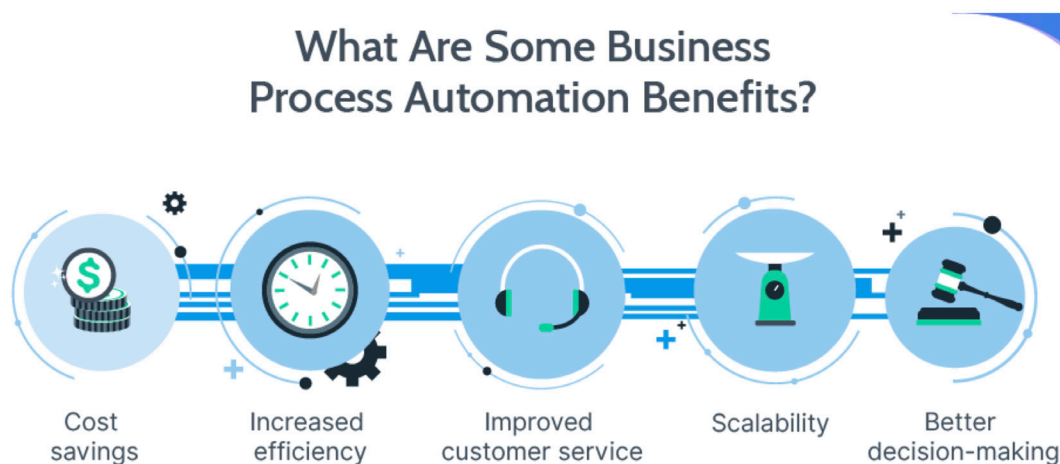 What Are Some Business
Process Automation Benefits?
Cost
savings
Increased
efficiency
Improved
customer service
Scalability
Better
decision-making